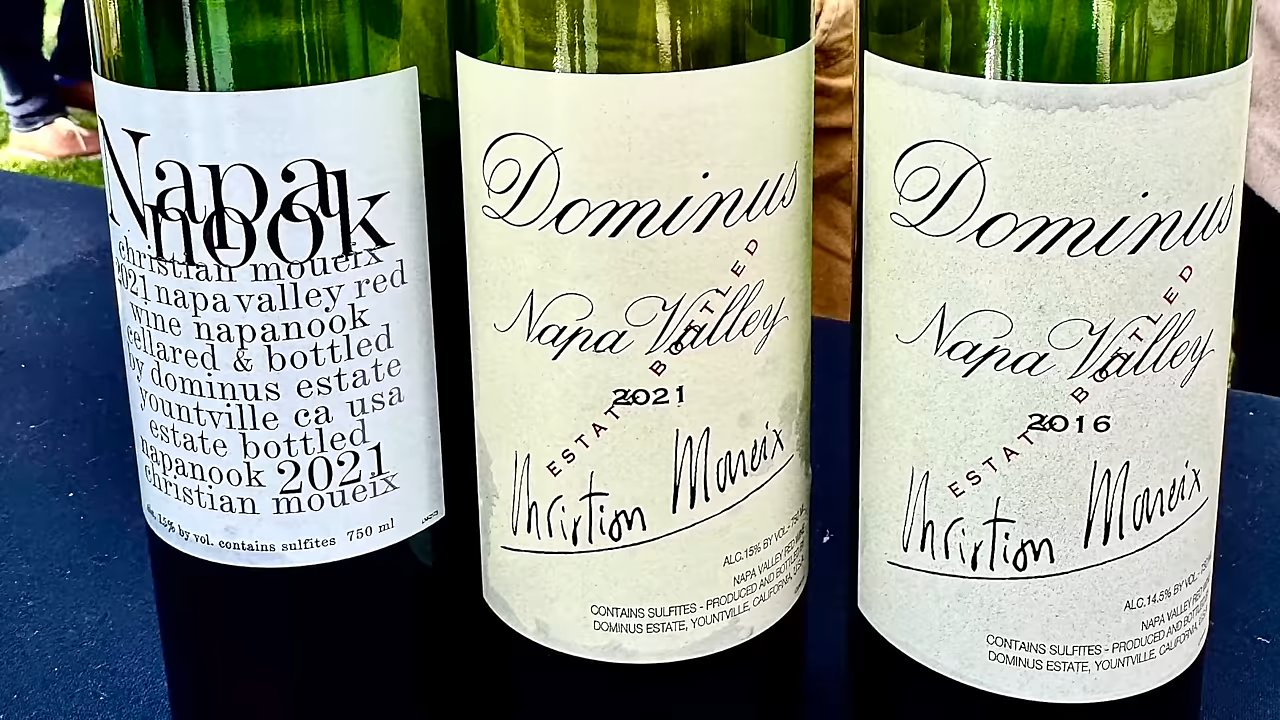 Napa
nook
christian moueix
2021 napa valley red
wine napanook
cellared & bottled
by dominus estate
yountville ca usa
estate bottled
napanook 2021
christian moueix
15% by vol. contains sulfites 750 ml
Dominus
Napa Valley
ESTATE BOTTLED
2021
Christian Moueix
ALC.15% BY VOL.
NAPA VALLEY RED WINE
CONTAINS SULFITES - PRODUCED AND BOTTLED
DOMINUS ESTATE, YOUNTVILLE, CALIFORNIA,
Dominus
Napa Valley
ESTATE BOTTLED
2016
Christian Moueix
ALC.14.5% BY VOL.
NAPA VALLEY RED
CONTAINS SULFITES - PRODUCED AND
DOMINUS ESTATE, YOUNTVILLE, CALIFORNIA,